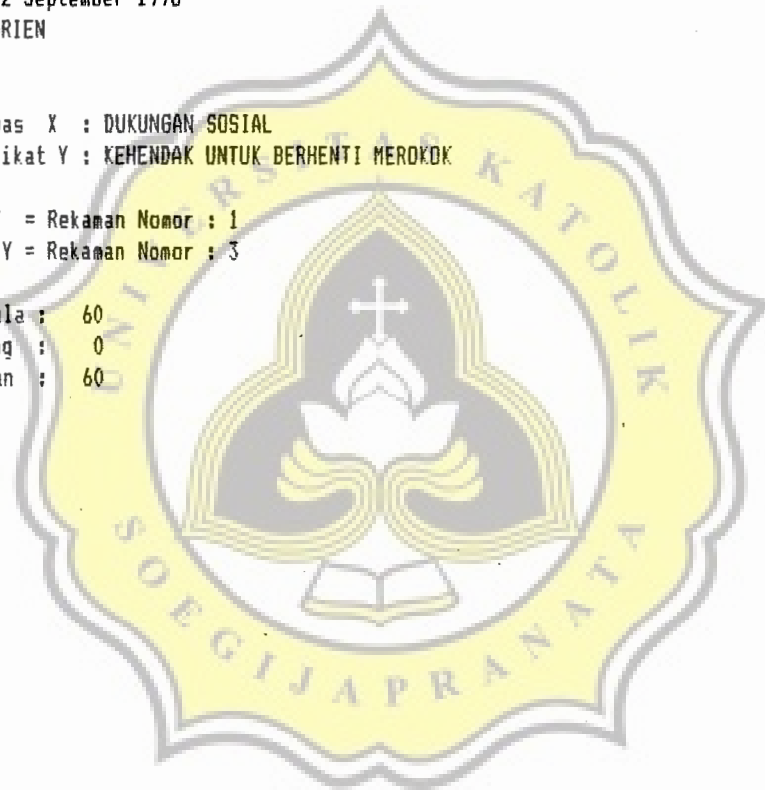 2 September 1998
RIEN
as X : DUKUNGAN SOSIAL
ikat Y : KEHENDAK UNTUK BERHENTI MEROKOK
= Rekaman Nomor : 1
Y = Rekaman Nomor : 3
la : 60
g : 0
n : 60
UNIVERSITAS KATOLIK
SOEGIJAPRANATA